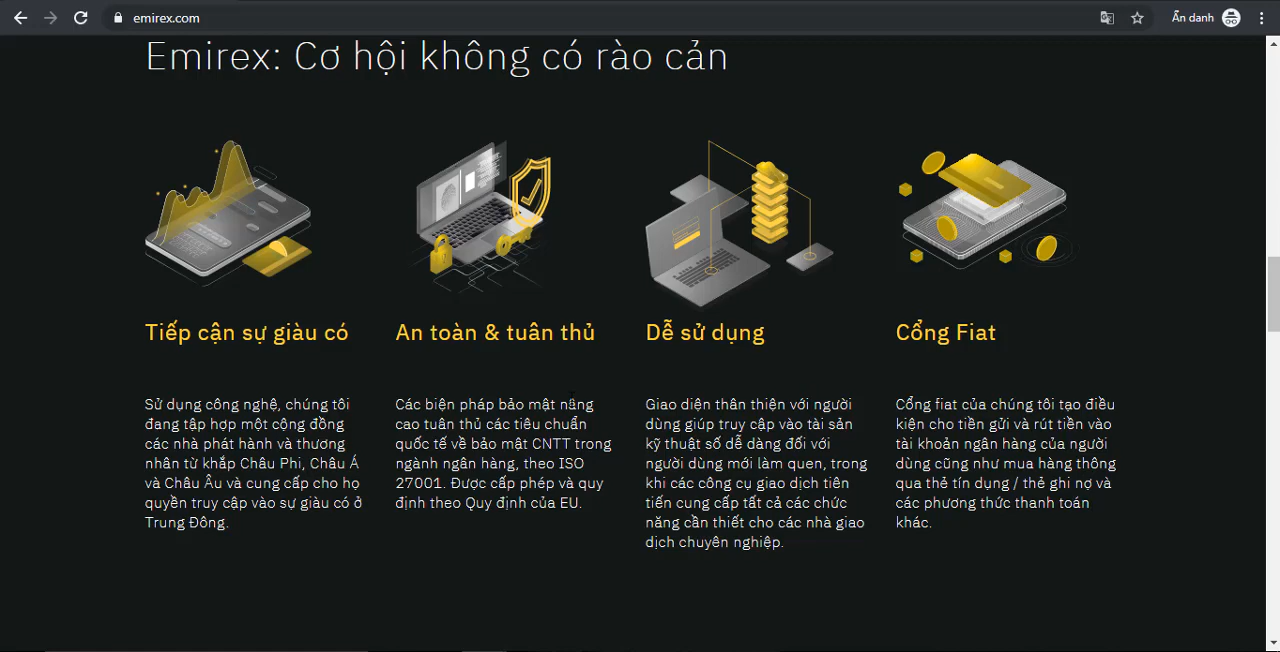 emirex.com
Ẩn danh
Emirex: Cơ hội không có rào cản
Tiếp cận sự giàu có
Sử dụng công nghệ, chúng tôi
đang tập hợp một cộng đồng
các nhà phát hành và thương
nhân từ khắp Châu Phi, Châu Á
và Châu Âu và cung cấp cho họ
quyền truy cập vào sự giàu có ở
Trung Đông.
An toàn & tuân thủ
Các biện pháp bảo mật nâng
cao tuân thủ các tiêu chuẩn
quốc tế về bảo mật CNTT trong
ngành ngân hàng, theo ISO
27001. Được cấp phép và quy
định theo Quy định của EU.
Dễ sử dụng
Giao diện thân thiện với người
dùng giúp truy cập vào tài sản
kỹ thuật số dễ dàng đối với
người dùng mới làm quen, trong
khi các công cụ giao dịch tiên
tiến cung cấp tất cả các chức
năng cần thiết cho các nhà giao
dịch chuyên nghiệp.
Cổng Fiat
Cổng fiat của chúng tôi tạo điều
kiện cho tiền gửi và rút tiền vào
tài khoản ngân hàng của người
dùng cũng như mua hàng thông
qua thẻ tín dụng / thẻ ghi nợ và
các phương thức thanh toán
khác.